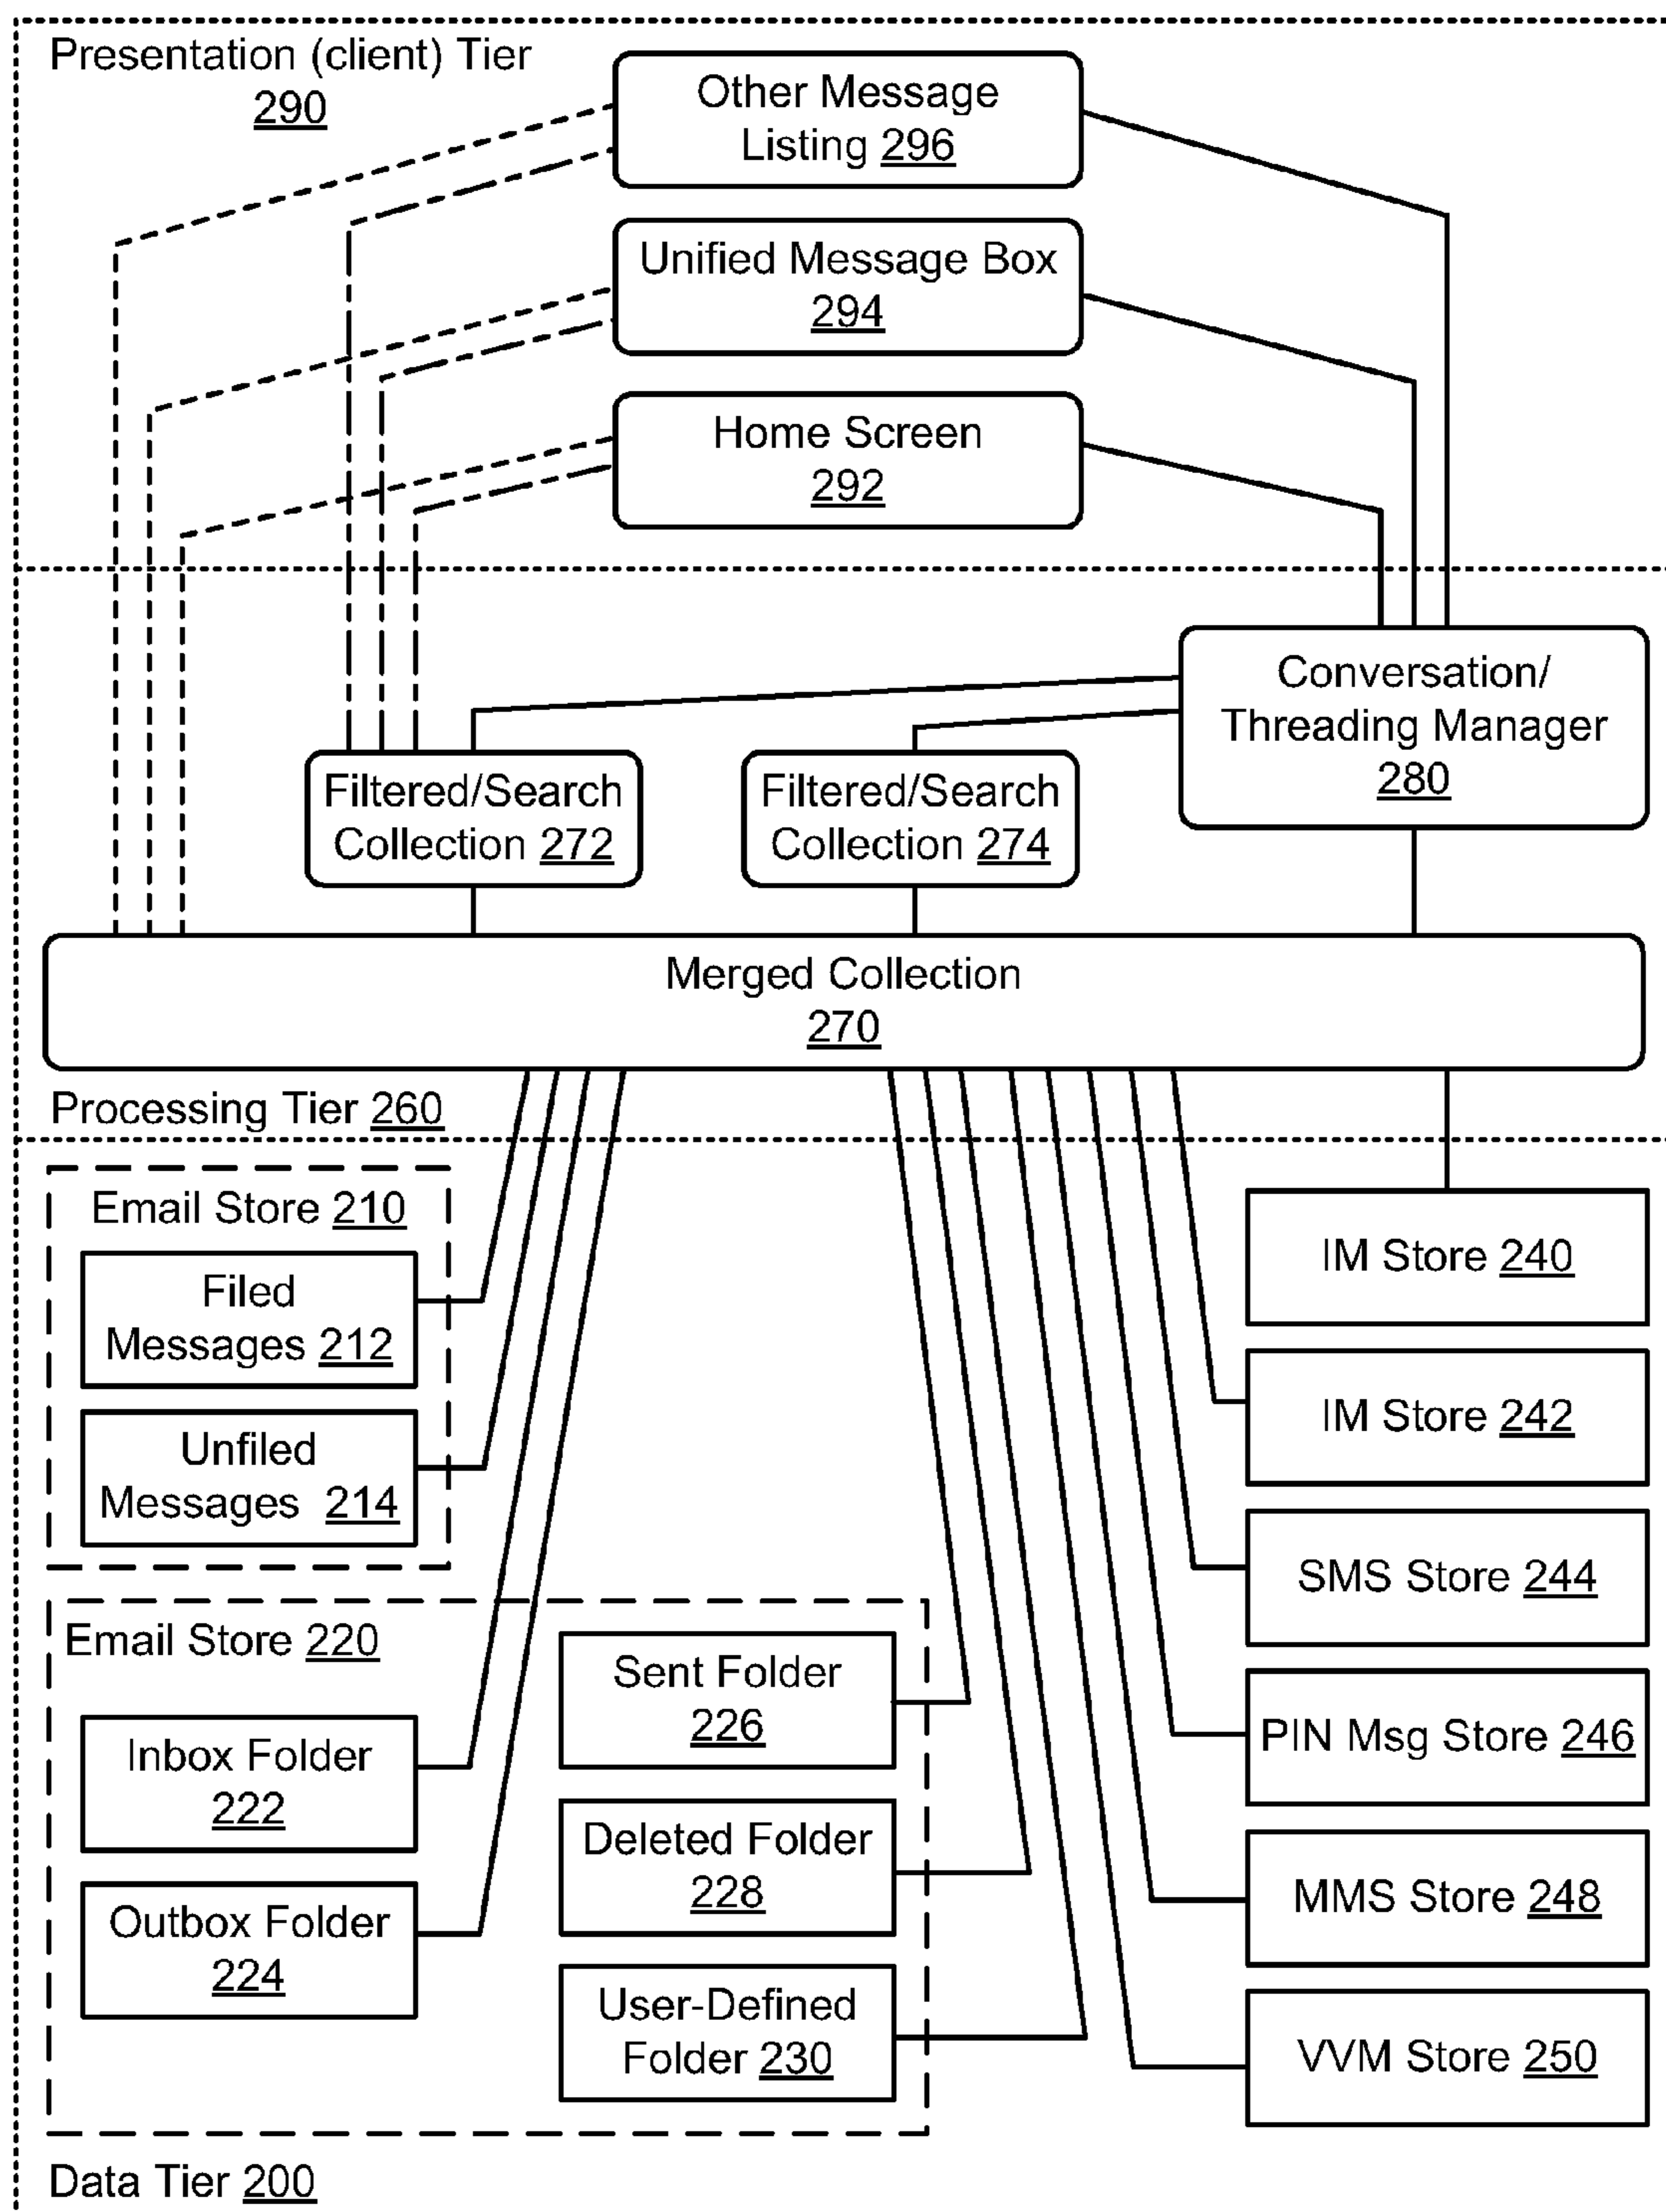 Presentation (client) Tier
290
Other Message
Listing 296
Unified Message Box
294
Home Screen
292
Conversation/
Threading Manager
280
Filtered/Search
Collection 272
Filtered/Search
Collection 274
Merged Collection
270
Processing Tier 260
Email Store 210
Filed
Messages 212
Unfiled
Messages 214
Email Store 220
Inbox Folder
222
Outbox Folder
224
Sent Folder
226
Deleted Folder
228
User-Defined
Folder 230
IM Store 240
IM Store 242
SMS Store 244
PIN Msg Store 246
MMS Store 248
VVM Store 250
Data Tier 200